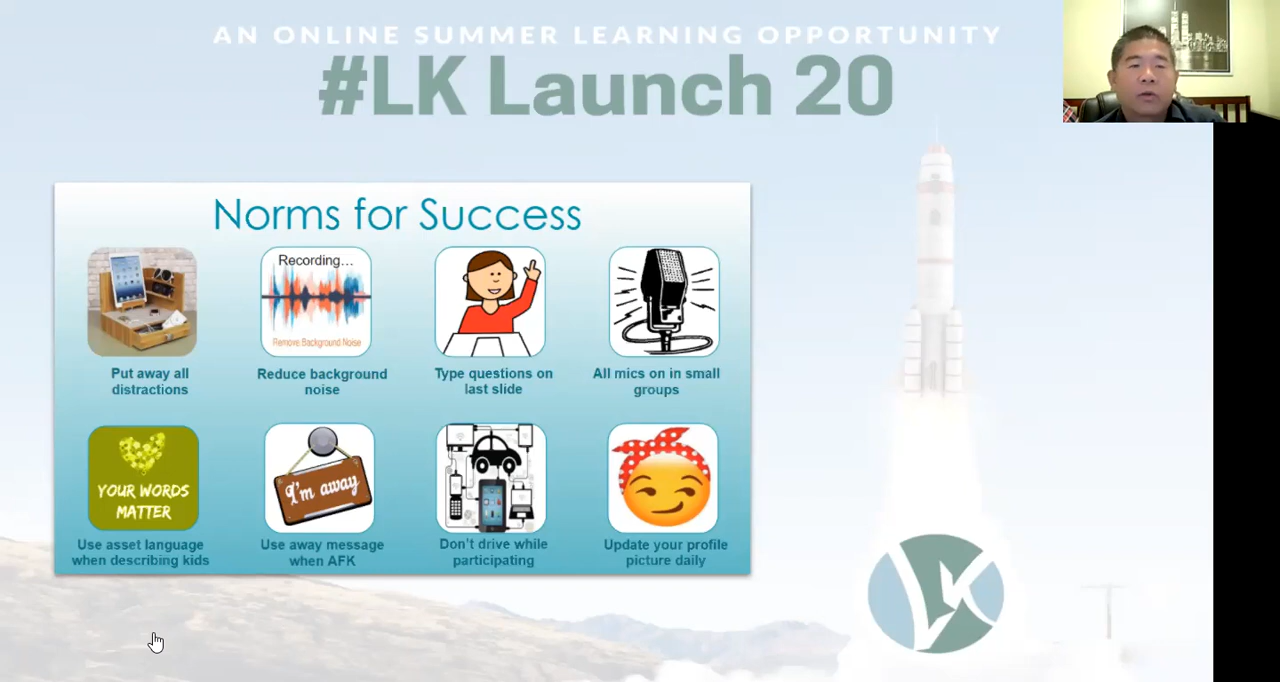 AN ONLINE SUMMER LEARNING OPPORTUNITY
#LK Launch 20
Norms for Success
Recording...
Remove Background Noise
Put away all
distractions
Reduce background
noise
Type questions on
last slide
All mics on in small
groups
YOUR WORDS
MATTER
I'm away
Use asset language
when describing kids
Use away message
when AFK
Don't drive while
participating
Update your profile
picture daily
LK